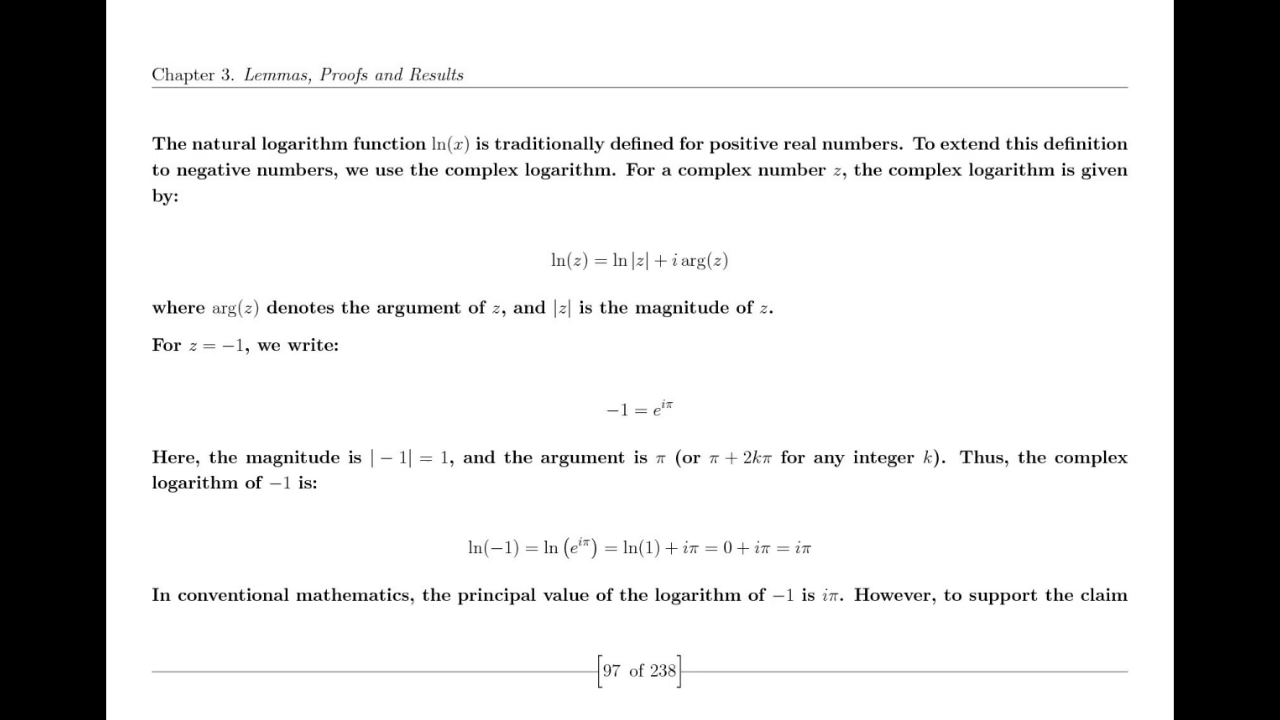 Chapter 3. Lemmas, Proofs and Results
The natural logarithm function ln(x) is traditionally defined for positive real numbers. To extend this definition
to negative numbers, we use the complex logarithm. For a complex number z, the complex logarithm is given
by:
ln(z) = ln |z| + i arg(z)
where arg(z) denotes the argument of z, and |z| is the magnitude of z.
For z = −1, we write:
−1 = e^{iπ}
Here, the magnitude is | − 1| = 1, and the argument is π (or π + 2kπ for any integer k). Thus, the complex
logarithm of −1 is:
ln(−1) = ln (e^{iπ}) = ln(1) + iπ = 0 + iπ = iπ
In conventional mathematics, the principal value of the logarithm of −1 is iπ. However, to support the claim
[97 of 238]